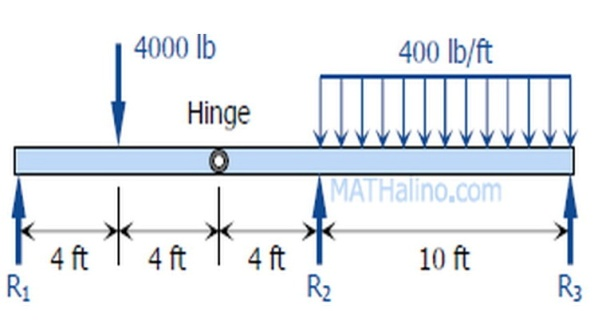 4000 lb
400 lb/ft
Hinge
MATHalino.com
4 ft
4 ft
4 ft
10 ft
R₁
R₂
R₃